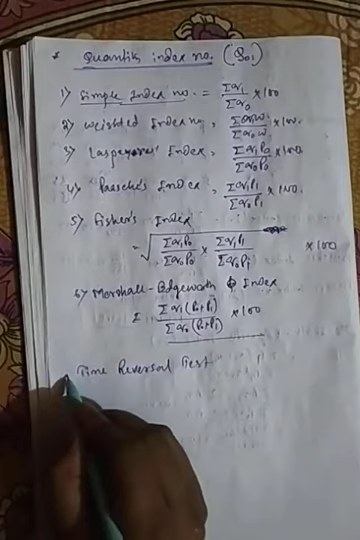 * Quantity index no. (Q01)
1) Simple Index no. = Σq1/Σq0 × 100
2) Weighted Index no, = Σq1w/Σq0w × 100.
3) Laspeyres' Index, = Σq1P0/Σq0P0 × 100
4) Paasche's Index, = Σq1P1/Σq0P1 × 100.
5) Fisher's Index
= √(Σq1P0/Σq0P0 × Σq1P1/Σq0P1) × 100
6) Marshall-Edgeworth Index
= Σq1(P0+P1)/Σq0(P0+P1) × 100
Time Reversal Test